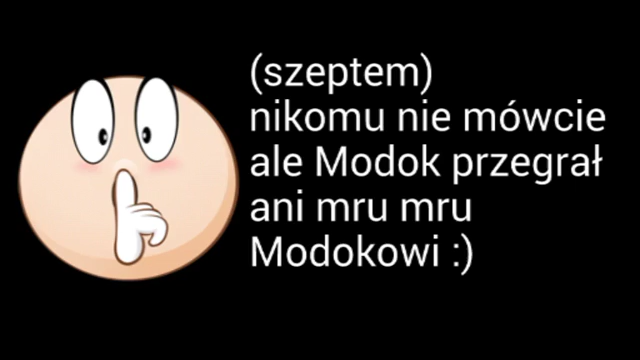 (szeptem)
nikomu nie mówcie
ale Modok przegrał
ani mru mru
Modokowi :)